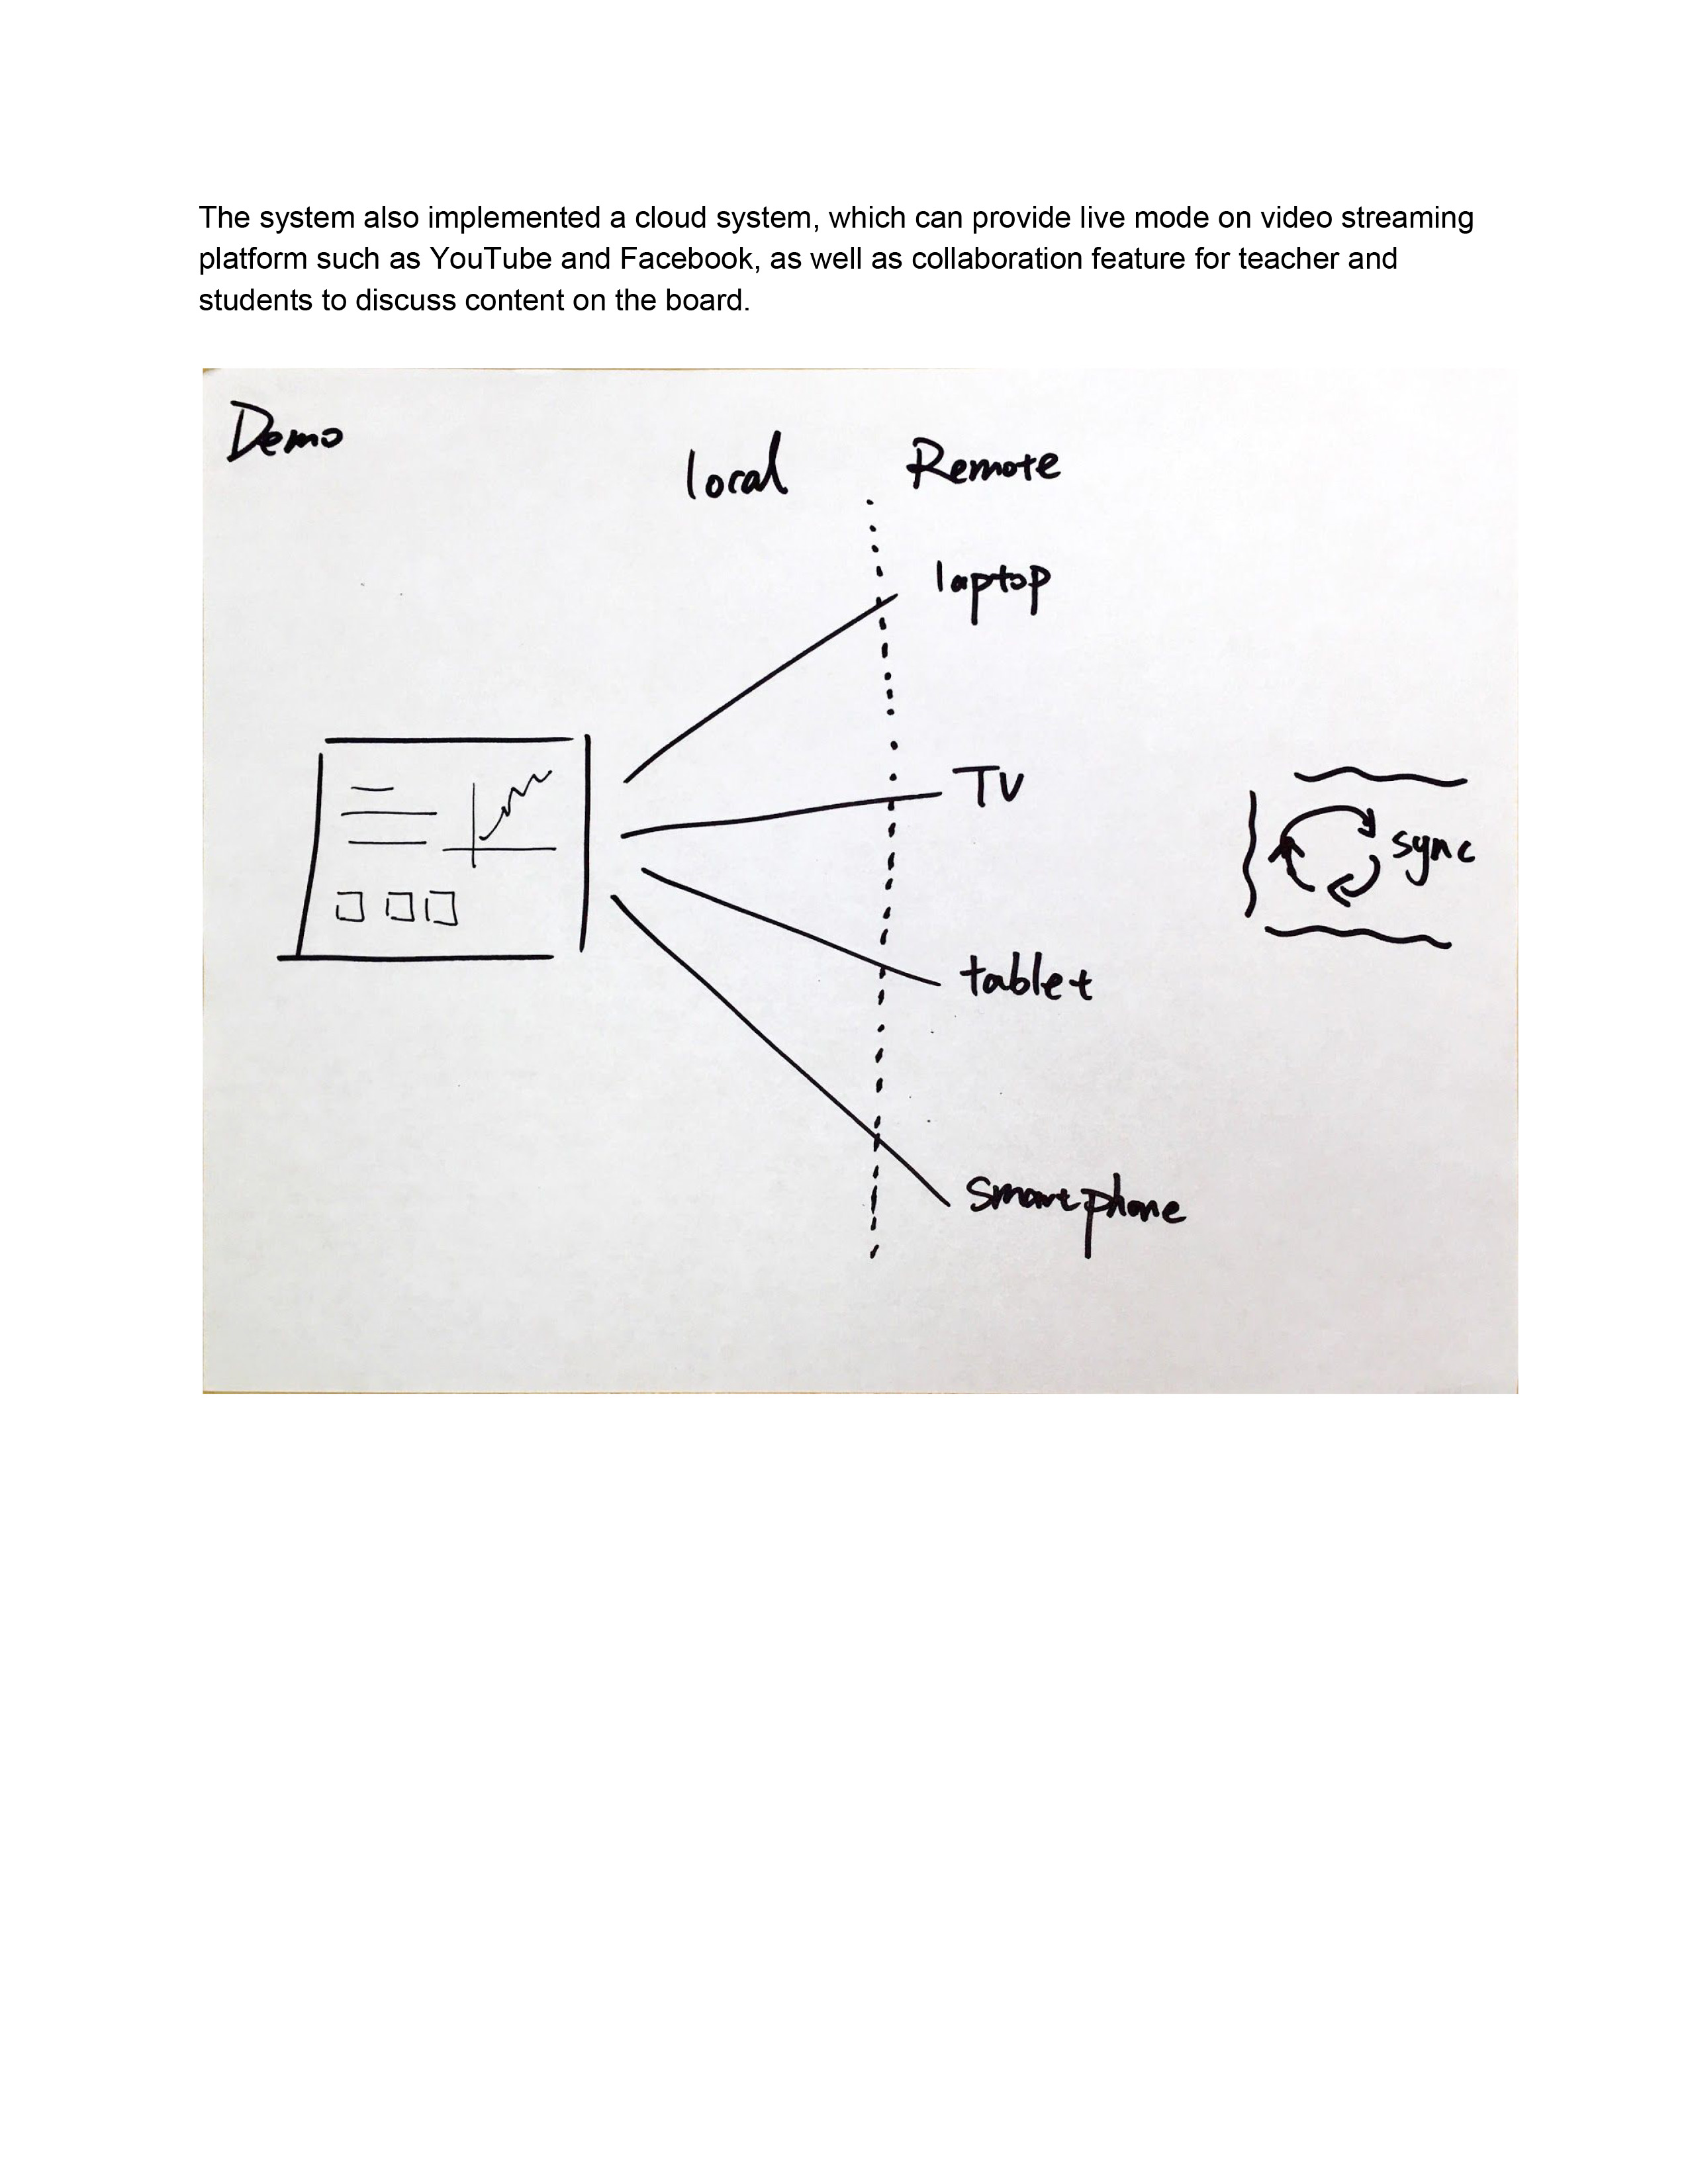 The system also implemented a cloud system, which can provide live mode on video streaming
platform such as YouTube and Facebook, as well as collaboration feature for teacher and
students to discuss content on the board.
Demo
local
Remote
laptop
TV
sync
tablet
smartphone